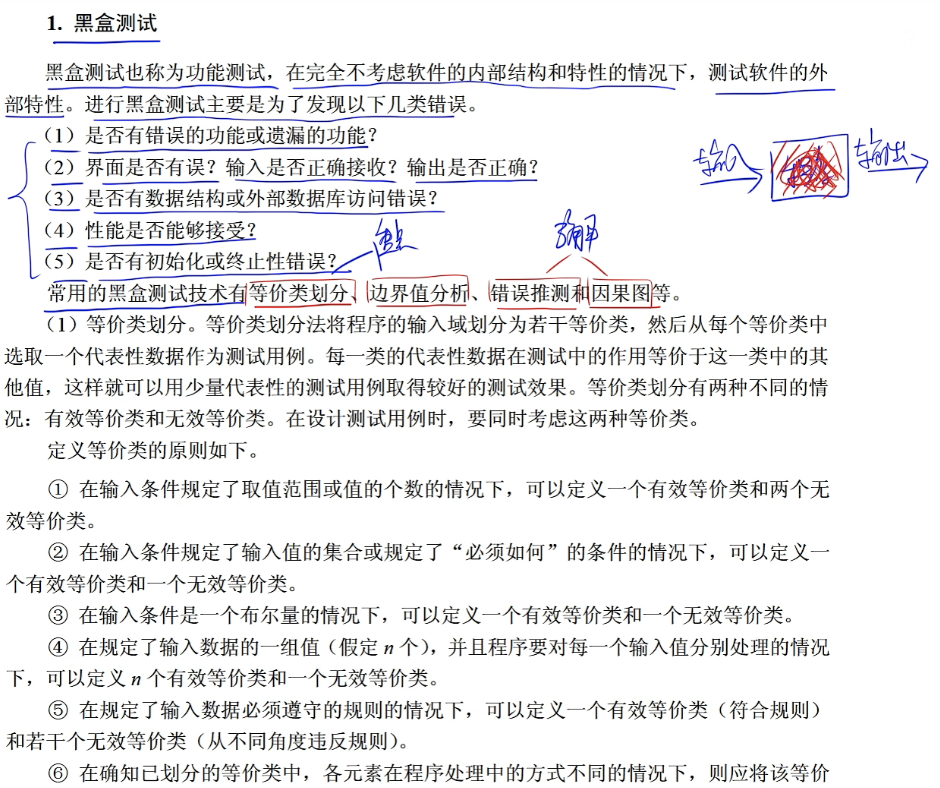 1. 黑盒测试
黑盒测试也称为功能测试，在完全不考虑软件的内部结构和特性的情况下，测试软件的外
部特性。进行黑盒测试主要是为了发现以下几类错误。
（1）是否有错误的功能或遗漏的功能？
（2）界面是否有误？输入是否正确接收？输出是否正确？
输入
输出
（3）是否有数据结构或外部数据库访问错误？
（4）性能是否能够接受？
重点
了解
（5）是否有初始化或终止性错误？
常用的黑盒测试技术有等价类划分、边界值分析、错误推测和因果图等。
（1）等价类划分。等价类划分法将程序的输入域划分为若干等价类，然后从每个等价类中
选取一个代表性数据作为测试用例。每一类的代表性数据在测试中的作用等价于这一类中的其
他值，这样就可以用少量代表性的测试用例取得较好的测试效果。等价类划分有两种不同的情
况：有效等价类和无效等价类。在设计测试用例时，要同时考虑这两种等价类。
定义等价类的原则如下。
① 在输入条件规定了取值范围或值的个数的情况下，可以定义一个有效等价类和两个无
效等价类。
② 在输入条件规定了输入值的集合或规定了“必须如何”的条件的情况下，可以定义一
个有效等价类和一个无效等价类。
③ 在输入条件是一个布尔量的情况下，可以定义一个有效等价类和一个无效等价类。
④ 在规定了输入数据的一组值（假定 n 个），并且程序要对每一个输入值分别处理的情况
下，可以定义 n 个有效等价类和一个无效等价类。
⑤ 在规定了输入数据必须遵守的规则的情况下，可以定义一个有效等价类（符合规则）
和若干个无效等价类（从不同角度违反规则）。
⑥ 在确知已划分的等价类中，各元素在程序处理中的方式不同的情况下，则应将该等价